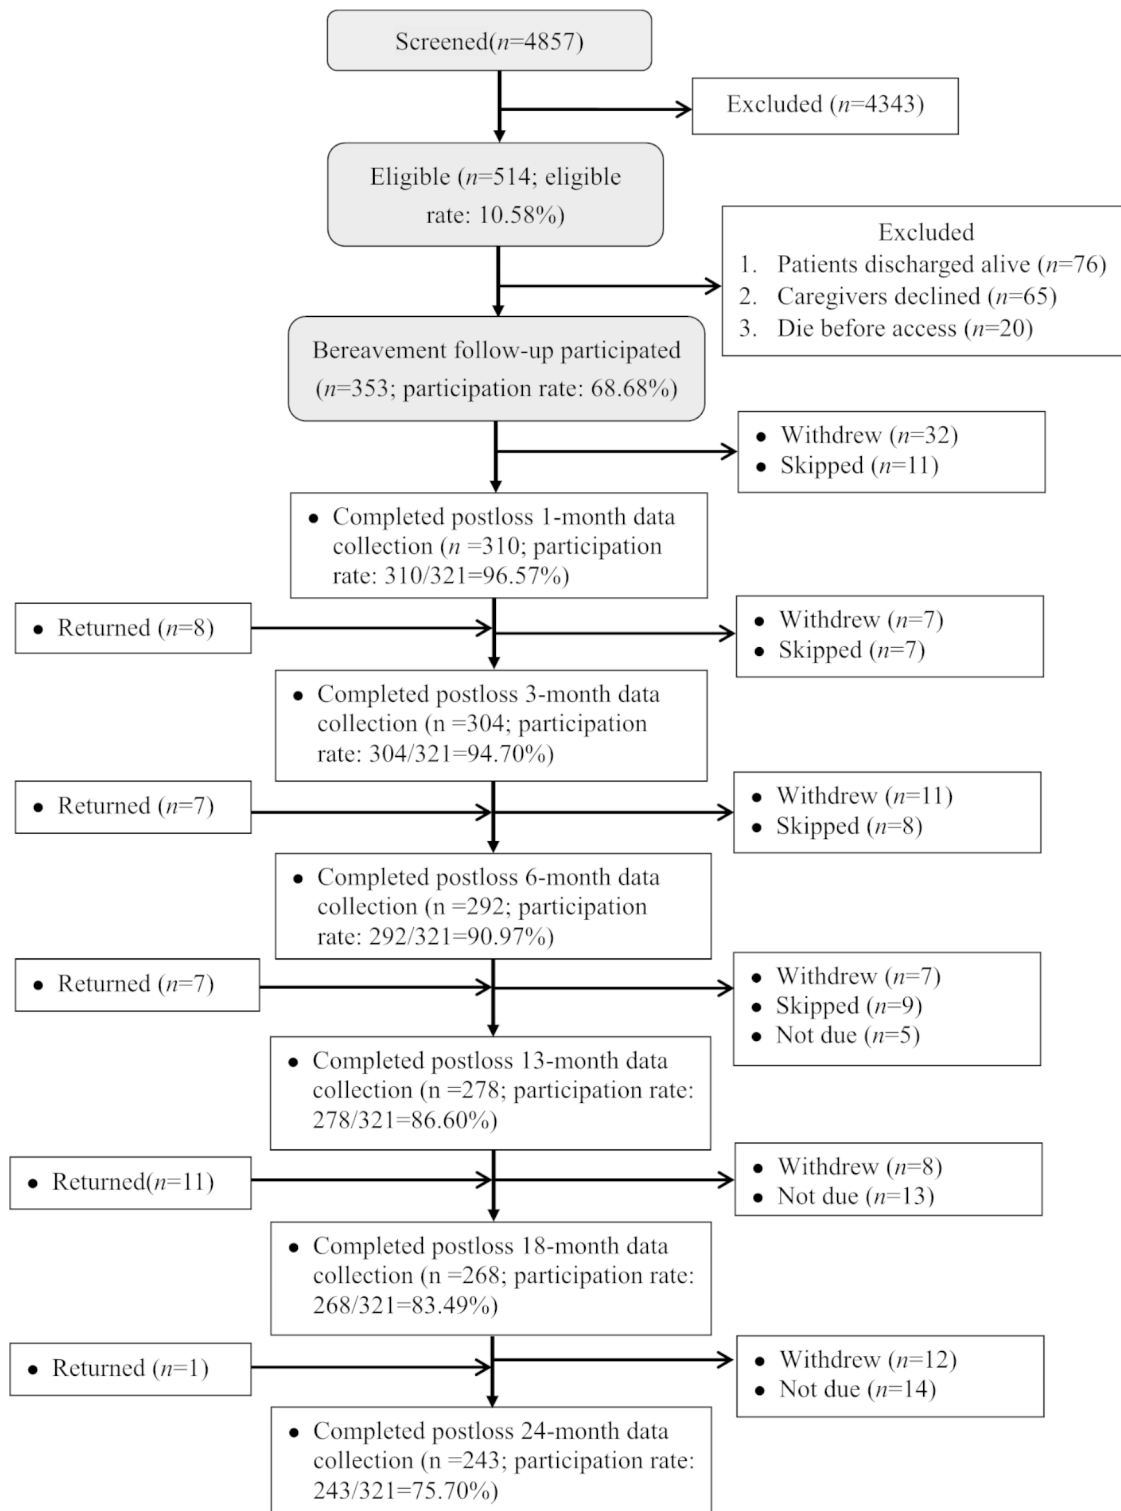 Screened(n=4857)
Excluded (n=4343)
Eligible (n=514; eligible
rate: 10.58%)
Excluded
1. Patients discharged alive (n=76)
2. Caregivers declined (n=65)
3. Die before access (n=20)
Bereavement follow-up participated
(n=353; participation rate: 68.68%)
● Withdrew (n=32)
● Skipped (n=11)
● Completed postloss 1-month data
collection (n =310; participation
rate: 310/321=96.57%)
● Returned (n=8)
● Withdrew (n=7)
● Skipped (n=7)
● Completed postloss 3-month data
collection (n =304; participation
rate: 304/321=94.70%)
● Returned (n=7)
● Withdrew (n=11)
● Skipped (n=8)
● Completed postloss 6-month data
collection (n =292; participation
rate: 292/321=90.97%)
● Returned (n=7)
● Withdrew (n=7)
● Skipped (n=9)
● Not due (n=5)
● Completed postloss 13-month data
collection (n =278; participation rate:
278/321=86.60%)
● Returned(n=11)
● Withdrew (n=8)
● Not due (n=13)
● Completed postloss 18-month data
collection (n =268; participation rate:
268/321=83.49%)
● Returned (n=1)
● Withdrew (n=12)
● Not due (n=14)
● Completed postloss 24-month data
collection (n =243; participation rate:
243/321=75.70%)